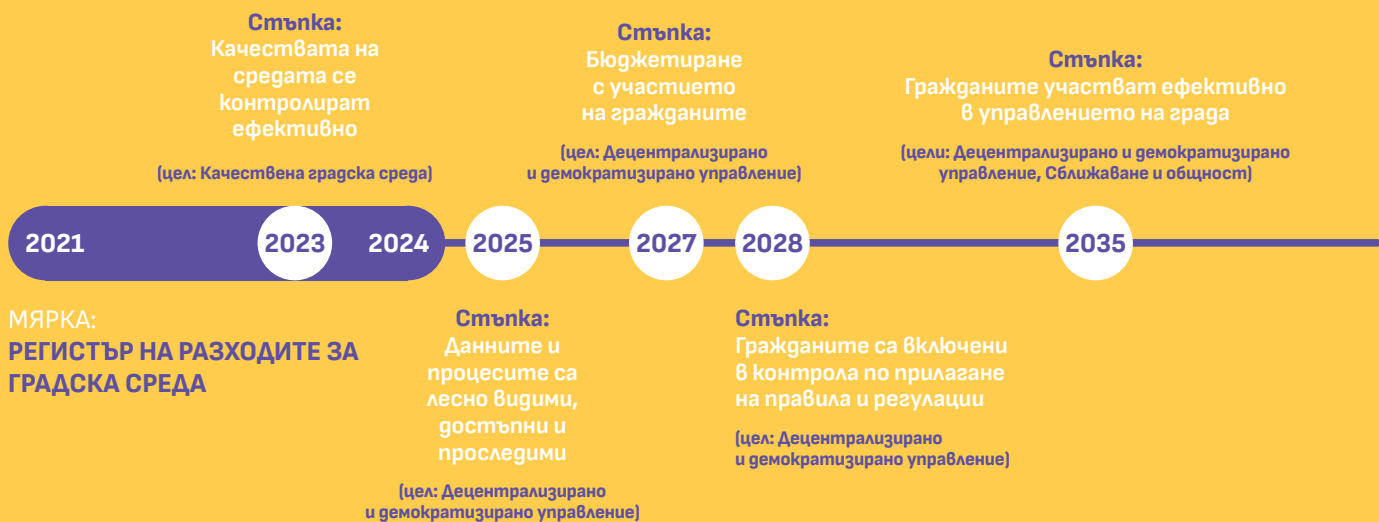 Стъпка:
Качествата на
средата се
контролират
ефективно
(цел: Качествена градска среда)
Стъпка:
Бюджетиране
с участието
на гражданите
(цел: Децентрализирано
и демократизирано управление)
Стъпка:
Гражданите участват ефективно
в управлението на града
(цели: Децентрализирано и демократизирано
управление, Сближаване и общност)
2021
2023
2024
2025
2027
2028
2035
МЯРКА:
РЕГИСТЪР НА РАЗХОДИТЕ ЗА
ГРАДСКА СРЕДА
Стъпка:
Данните и
процесите са
лесно видими,
достъпни и
проследими
(цел: Децентрализирано
и демократизирано управление)
Стъпка:
Гражданите са включени
в контрола по прилагане
на правила и регулации
(цел: Децентрализирано
и демократизирано управление)